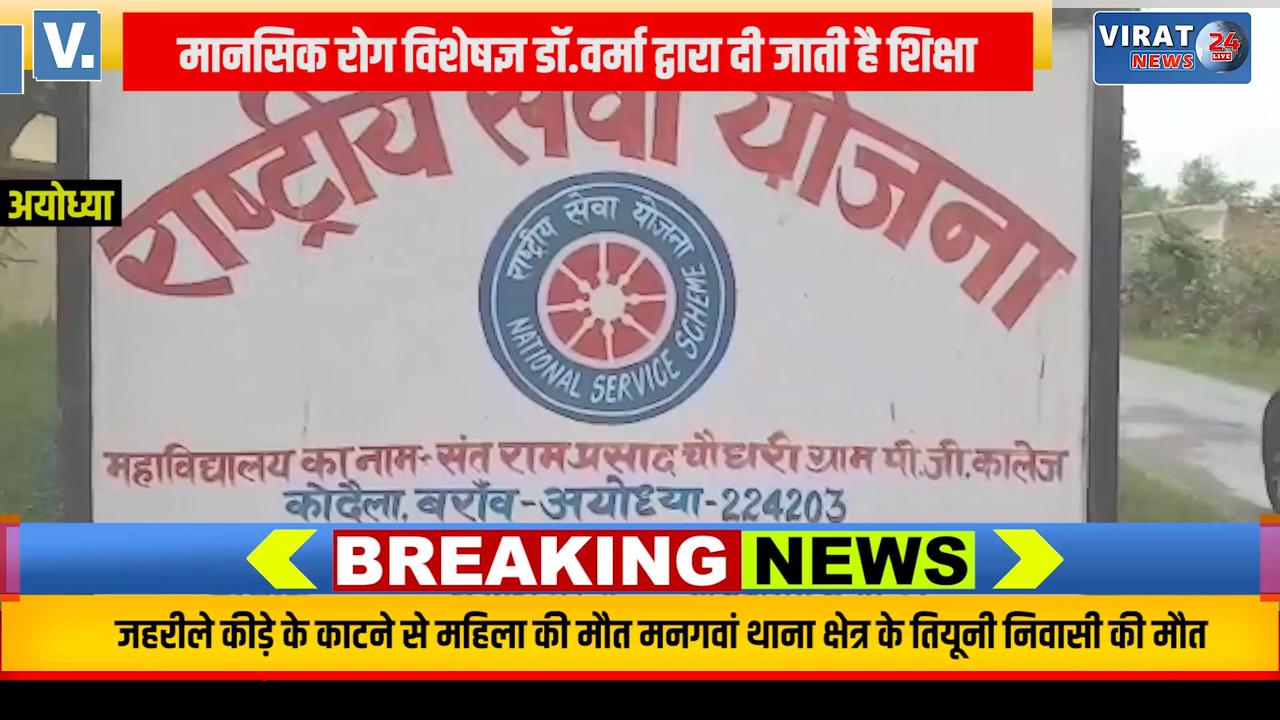 V.
मानसिक रोग विशेषज्ञ डॉ.वर्मा द्वारा दी जाती है शिक्षा
VIRAT
NEWS
24
LIVE
अयोध्या
राष्ट्रीय सेवा योजना
राष्ट्रीय सेवा योजना
NATIONAL SERVICE SCHEME
महाविद्यालय का नाम-संत रामप्रसाद चौधरी ग्राम पी.जी.कालेज
कोदैला, बराँव-अयोध्या-224203
BREAKING NEWS
जहरीले कीड़े के काटने से महिला की मौत मनगवां थाना क्षेत्र के तियूनी निवासी की मौत